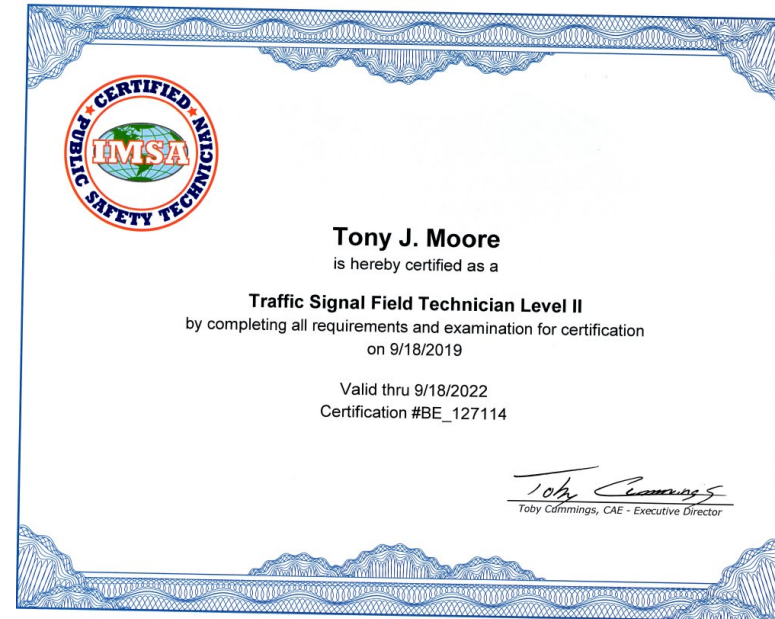 ★ CERTIFIED ★
PUBLIC SAFETY TECHNICIAN
IMSA
Tony J. Moore
is hereby certified as a
Traffic Signal Field Technician Level II
by completing all requirements and examination for certification
on 9/18/2019
Valid thru 9/18/2022
Certification #BE_127114
Toby Cummings
Toby Cummings, CAE - Executive Director